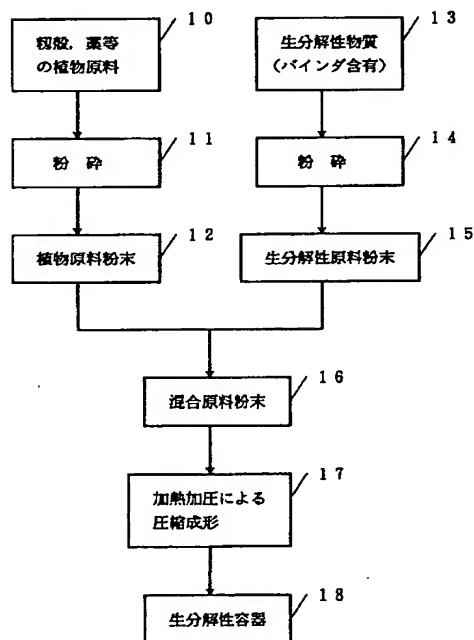 10
籾殻，藁等
の植物原料
11
粉　砕
12
植物原料粉末
13
生分解性物質
（バインダ含有）
14
粉　砕
15
生分解性原料粉末
16
混合原料粉末
17
加熱加圧による
圧縮成形
18
生分解性容器